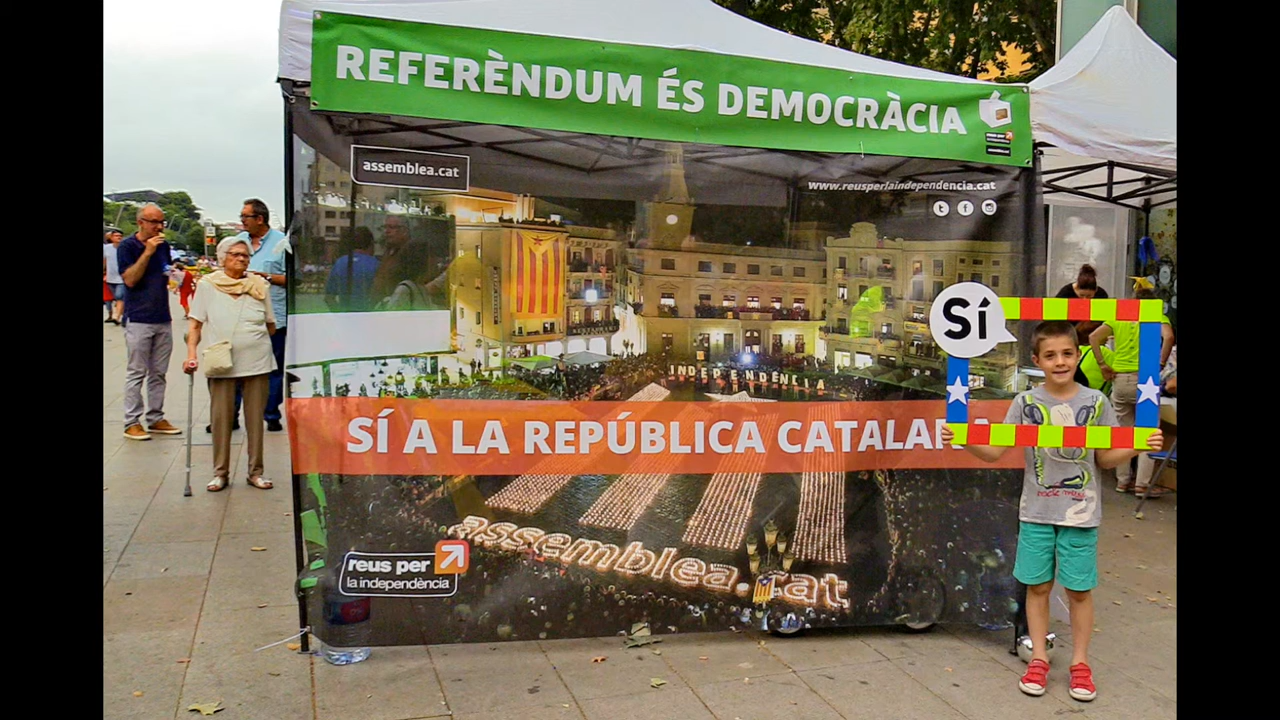 REFERÈNDUM ÉS DEMOCRÀCIA
assemblea.cat
www.reusperlaindependencia.cat
Sí
INDEPENDÈNCIA
SÍ A LA REPÚBLICA
assemblea.cat
reus per
la independència